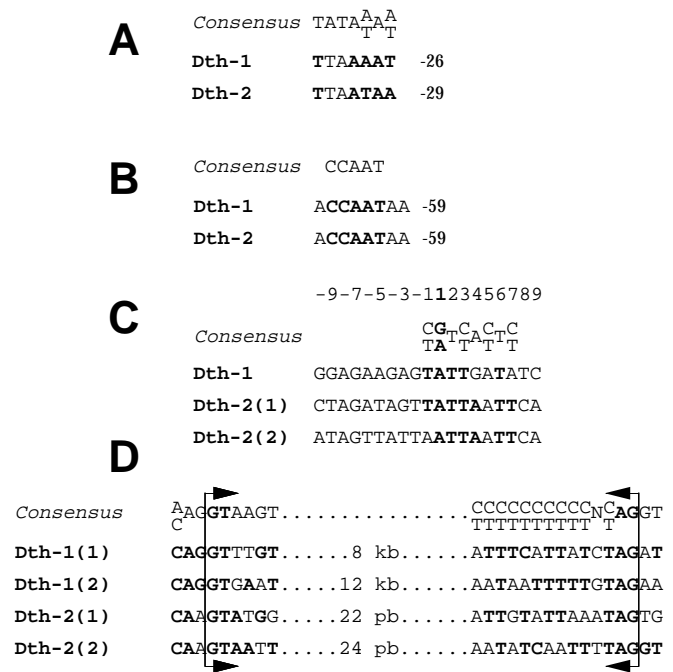 A
Consensus TATA A/T A A/T
Dth-1 TTAAAAT -26
Dth-2 TTAATAA -29
B
Consensus CCAAT
Dth-1 ACCAATAA -59
Dth-2 ACCAATAA -59
C
-9-7-5-3-1123456789
Consensus C/T G/A T C/T A C/T T C/T
Dth-1 GGAGAAGAGTATTGATATC
Dth-2(1) CTAGATAGTTATTAATTCA
Dth-2(2) ATAGTTATTAATTAATTCA
D
Consensus A/C AGGTAAGT................CCCCCCCCCCN C AGGT
TTTTTTTTTT T
Dth-1(1) CAGGTTTGT......8 kb......ATTTCATTATCTAGAT
Dth-1(2) CAGGTGAAT......12 kb......AATAATTTTTGTAGAA
Dth-2(1) CAAGTATGG......22 pb......ATTGTATTAAATAGTG
Dth-2(2) CAAGTAATT......24 pb......AATATCAATTTTAGGT